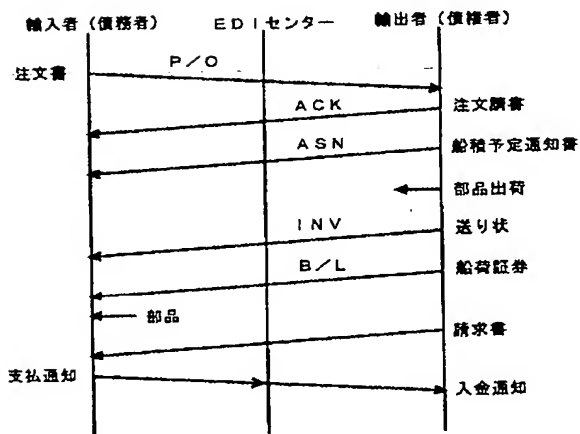 輸入者（債務者） EDIセンター 輸出者（債権者）
注文書 P／O
ACK 注文請書
ASN 船積予定通知書
部品出荷
INV 送り状
B／L 船荷証券
部品
請求書
支払通知 入金通知